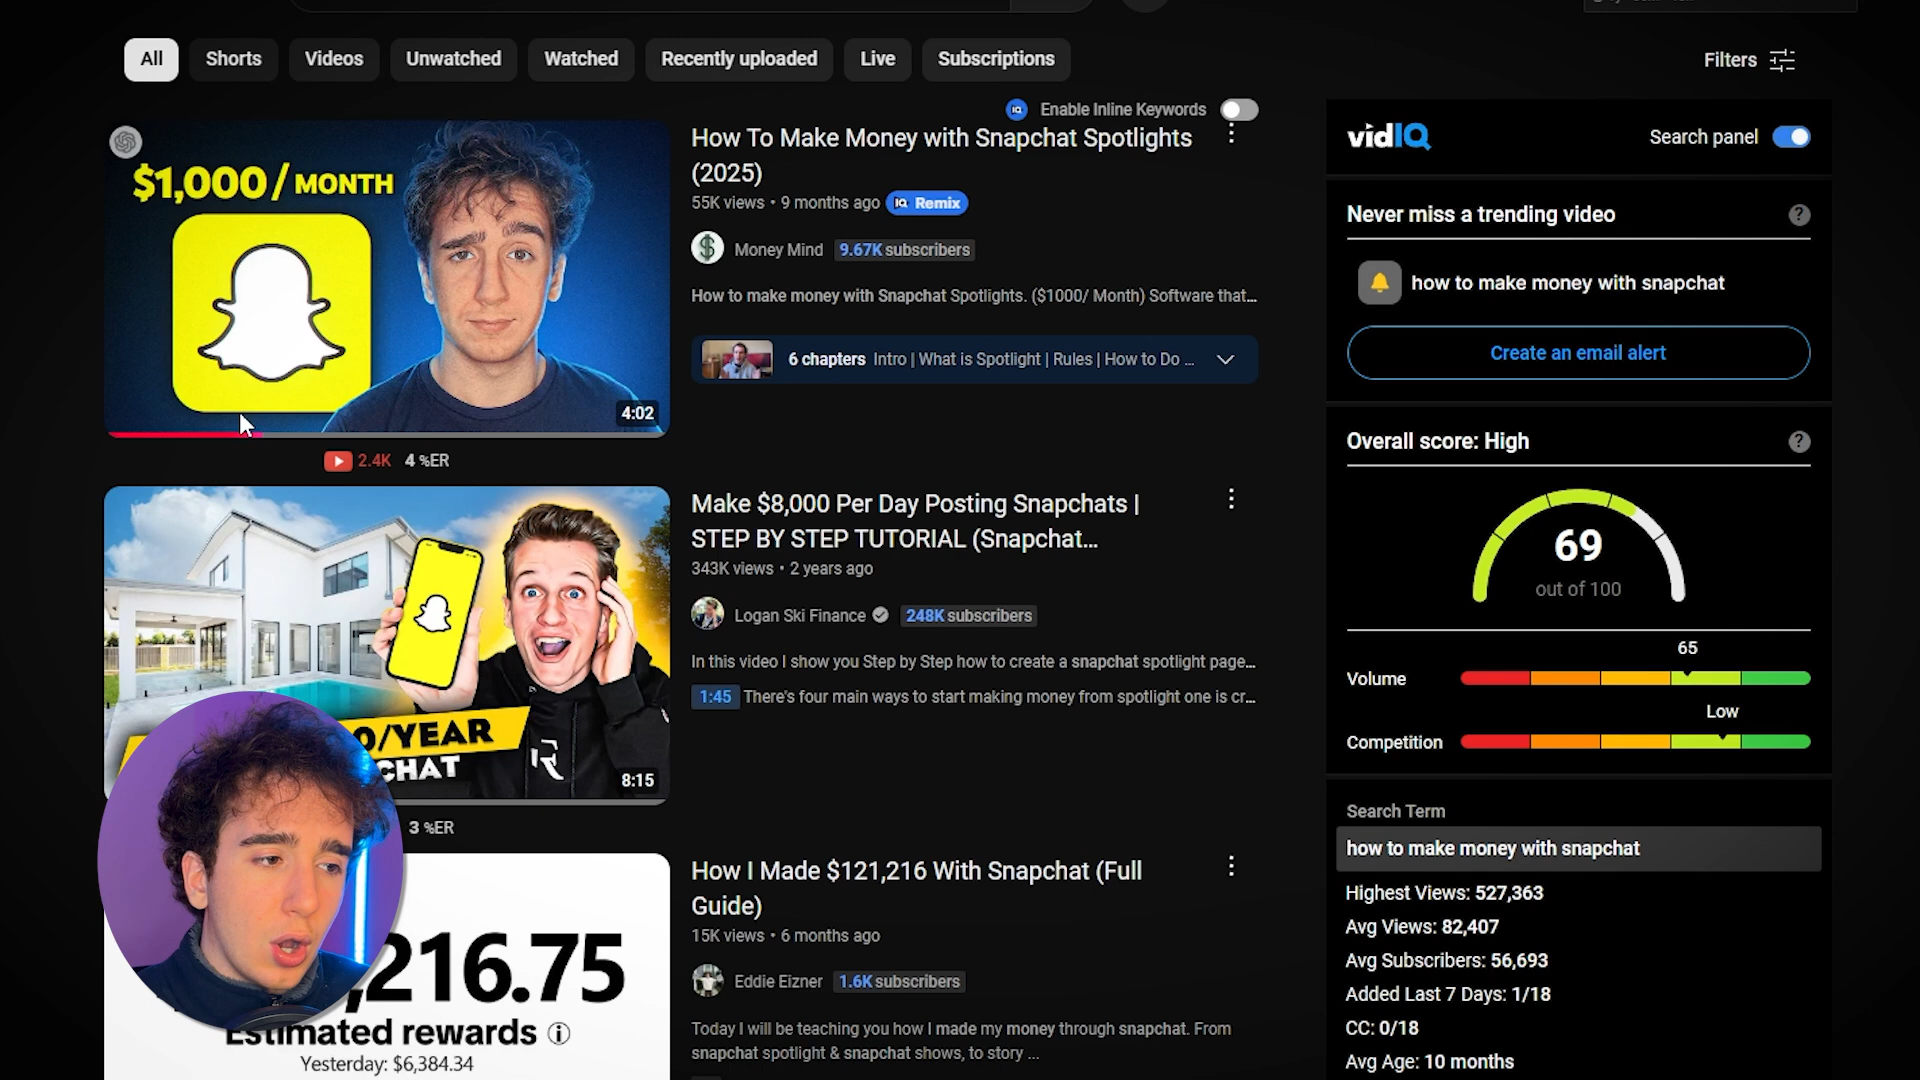 All
Shorts
Videos
Unwatched
Watched
Recently uploaded
Live
Subscriptions
Filters
Enable Inline Keywords
$1,000/MONTH
4:02
2.4K 4 %ER
How To Make Money with Snapchat Spotlights
(2025)
55K views • 9 months ago
IQ Remix
Money Mind 9.67K subscribers
How to make money with Snapchat Spotlights. ($1000/ Month) Software that...
6 chapters Intro | What is Spotlight | Rules | How to Do ...
0/YEAR
CHAT
8:15
3 %ER
Make $8,000 Per Day Posting Snapchats |
STEP BY STEP TUTORIAL (Snapchat...
343K views • 2 years ago
Logan Ski Finance 248K subscribers
In this video I show you Step by Step how to create a snapchat spotlight page...
1:45 There's four main ways to start making money from spotlight one is cr...
,216.75
Estimated rewards
Yesterday: $6,384.34
How I Made $121,216 With Snapchat (Full
Guide)
15K views • 6 months ago
Eddie Eizner 1.6K subscribers
Today I will be teaching you how I made my money through snapchat. From
snapchat spotlight & snapchat shows, to story ...
vidIQ
Search panel
Never miss a trending video
how to make money with snapchat
Create an email alert
Overall score: High
69
out of 100
65
Volume
Low
Competition
Search Term
how to make money with snapchat
Highest Views: 527,363
Avg Views: 82,407
Avg Subscribers: 56,693
Added Last 7 Days: 1/18
CC: 0/18
Avg Age: 10 months